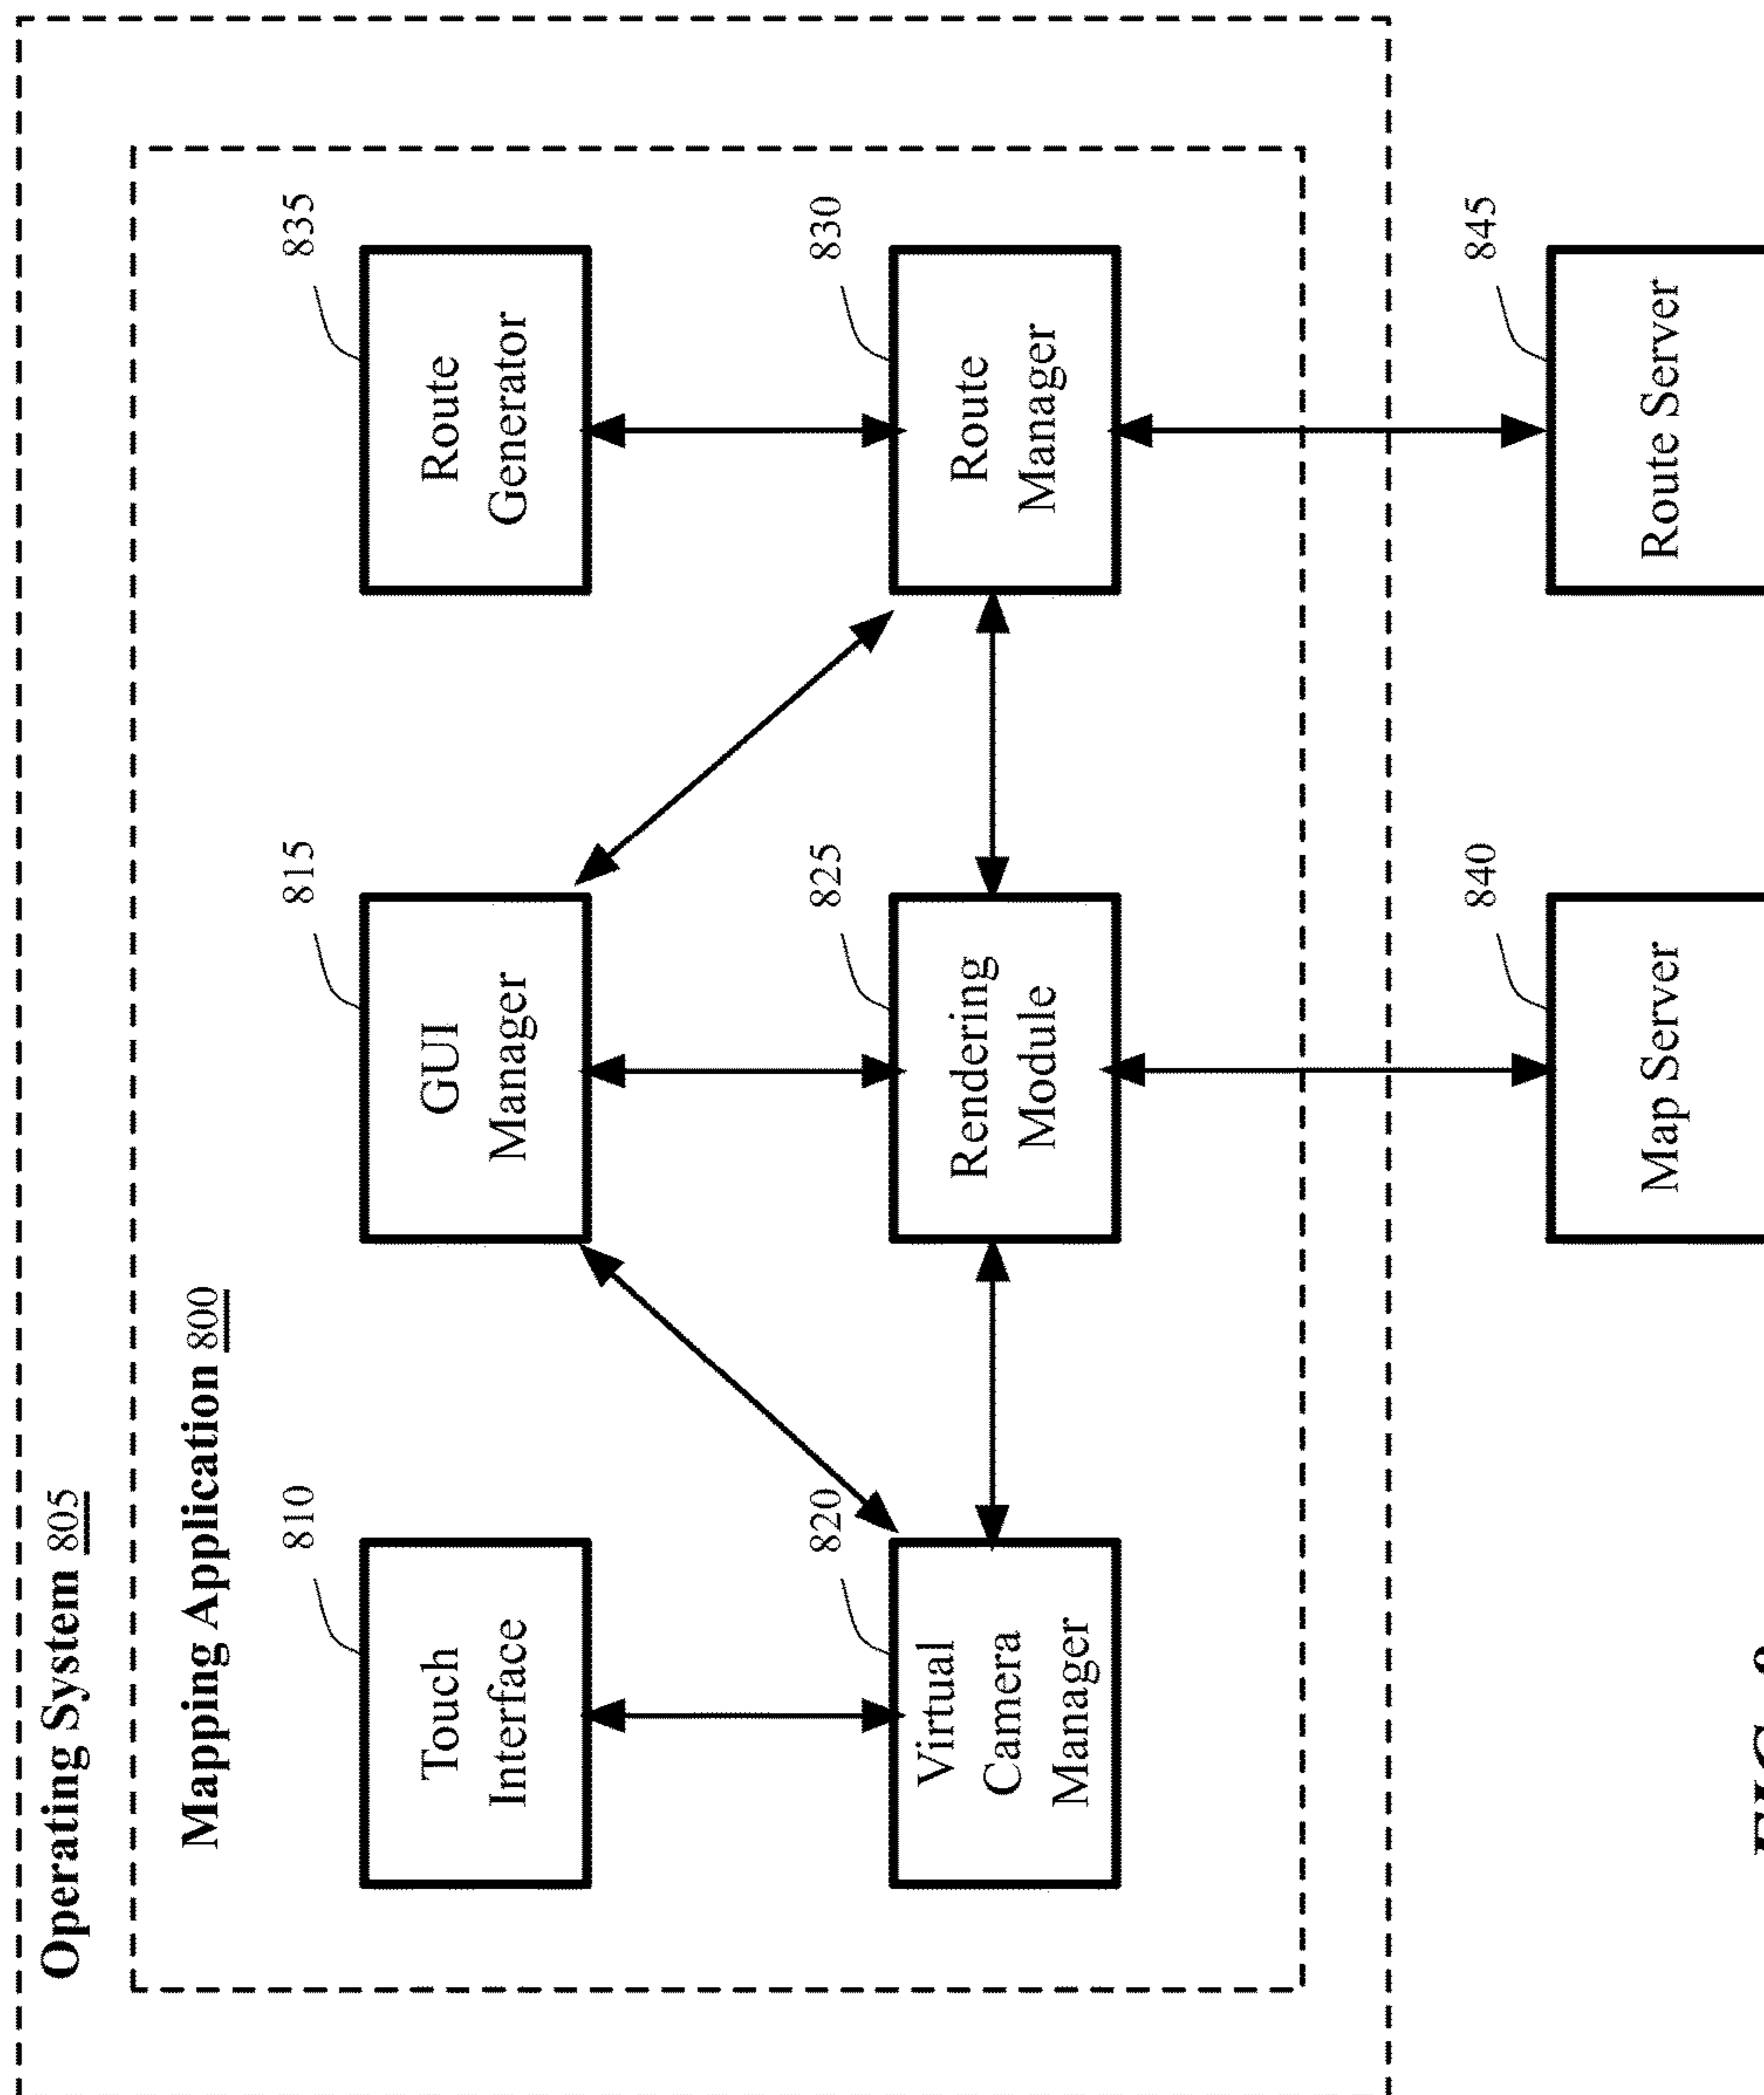 Operating System 805
Mapping Application 800
810
Touch
Interface
815
GUI
Manager
835
Route
Generator
820
Virtual
Camera
Manager
825
Rendering
Module
830
Route
Manager
840
Map Server
845
Route Server